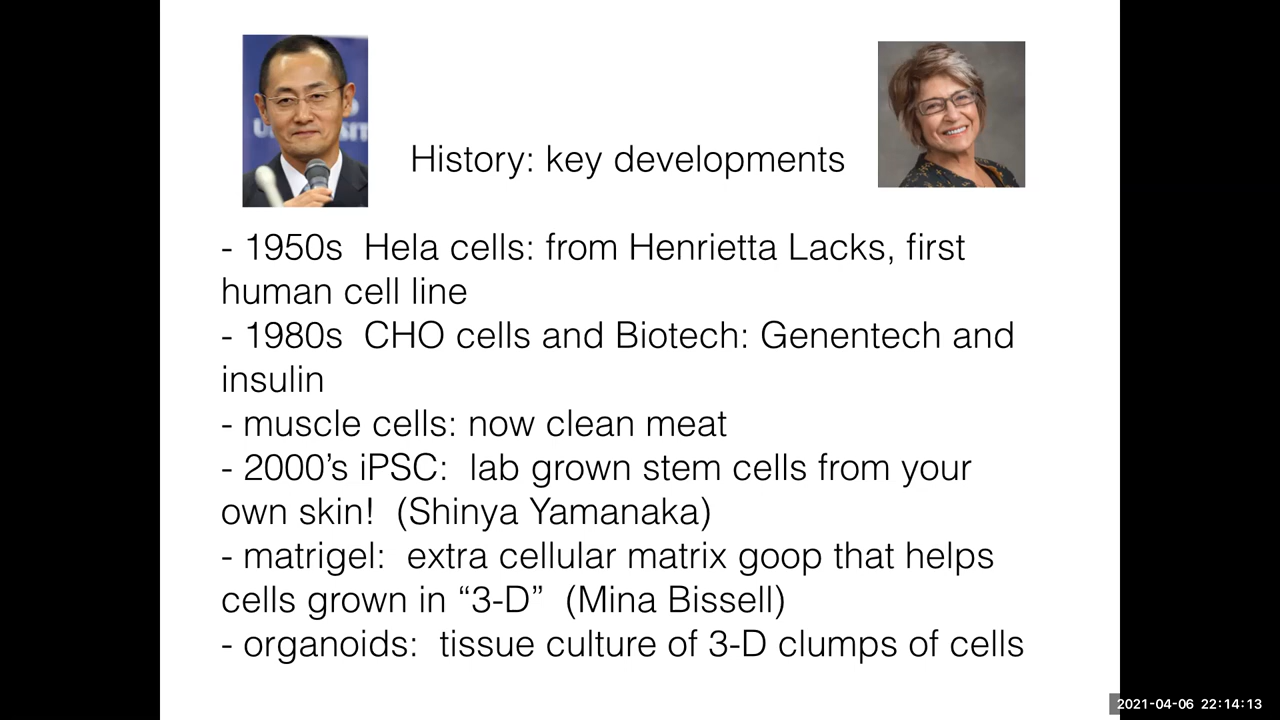 History: key developments
- 1950s  Hela cells: from Henrietta Lacks, first
human cell line
- 1980s  CHO cells and Biotech: Genentech and
insulin
- muscle cells: now clean meat
- 2000’s iPSC:  lab grown stem cells from your
own skin!  (Shinya Yamanaka)
- matrigel:  extra cellular matrix goop that helps
cells grown in “3-D”  (Mina Bissell)
- organoids:  tissue culture of 3-D clumps of cells
2021-04-06 22:14:13